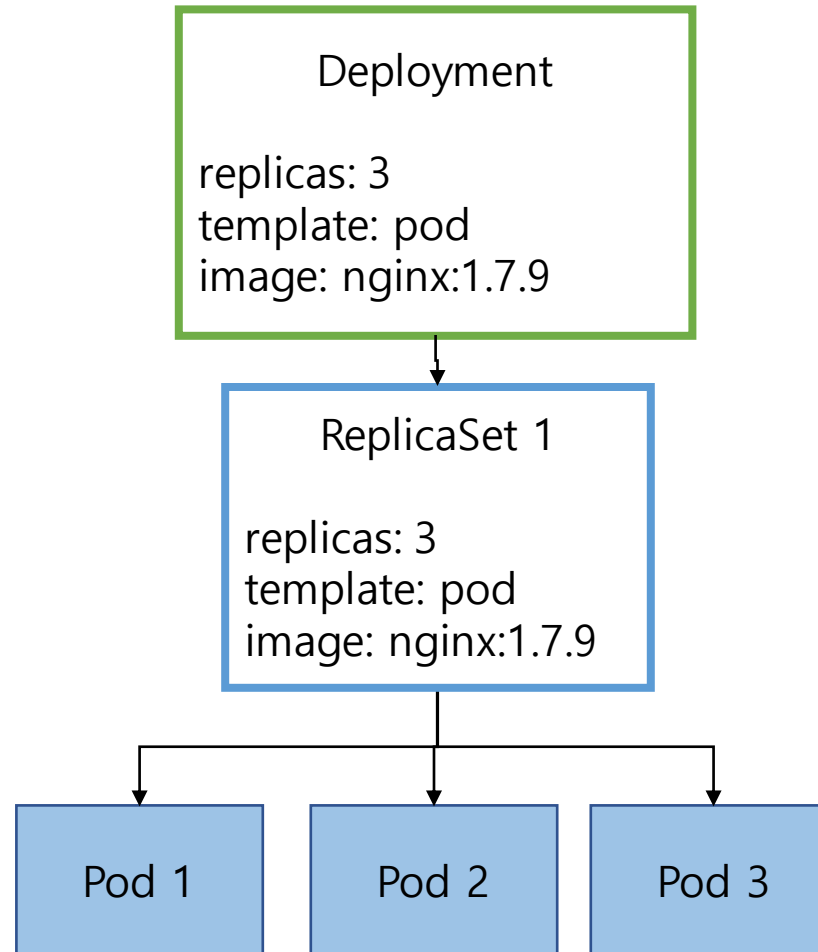 Deployment
replicas: 3
template: pod
image: nginx:1.7.9
ReplicaSet 1
replicas: 3
template: pod
image: nginx:1.7.9
Pod 1
Pod 2
Pod 3